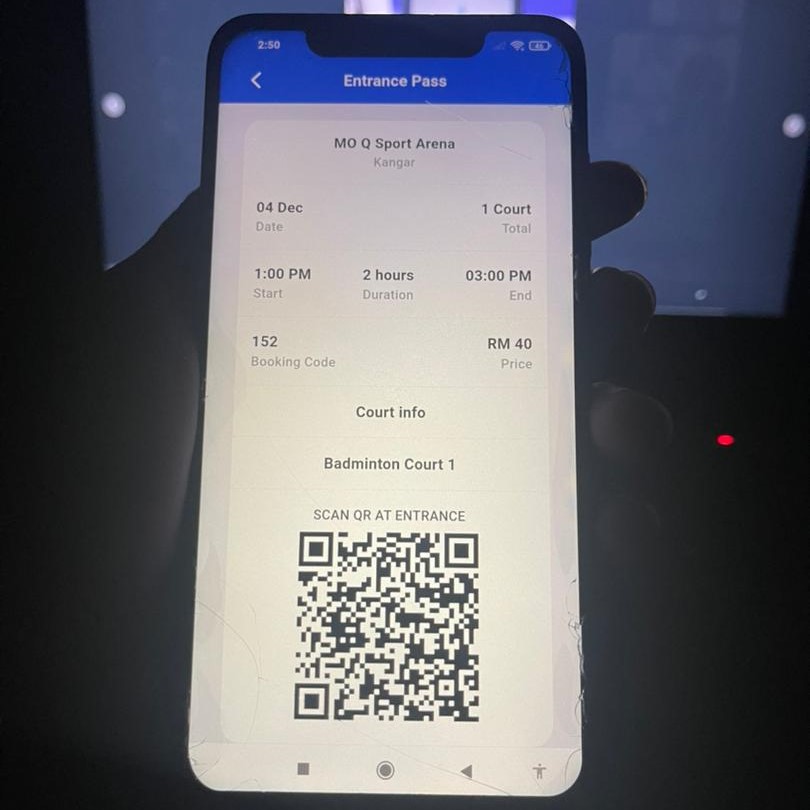 2:50
46
Entrance Pass
MO Q Sport Arena
Kangar
04 Dec 1 Court
Date Total
1:00 PM 2 hours 03:00 PM
Start Duration End
152 RM 40
Booking Code Price
Court info
Badminton Court 1
SCAN QR AT ENTRANCE